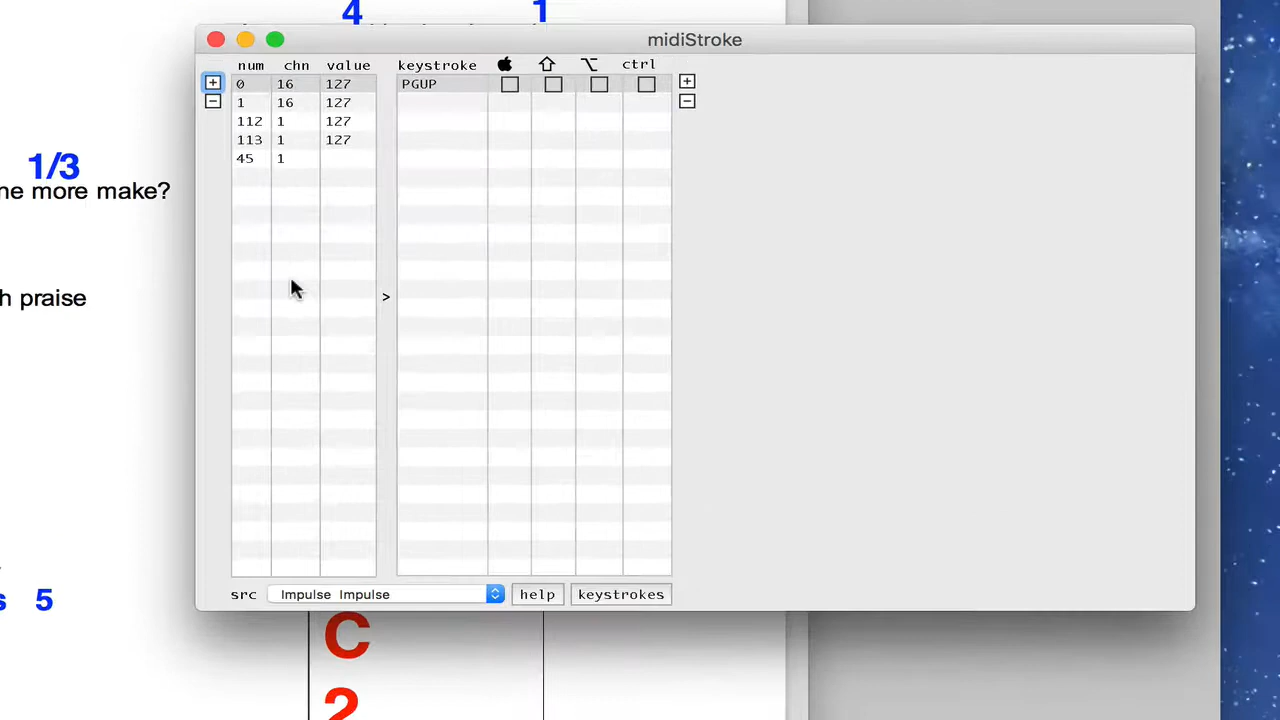 4 1
midiStroke
num chn value keystroke ctrl
+ 0 16 127 PGUP +
- 1 16 127 -
112 1 127
113 1 127
45 1
1/3
ne more make?
h praise
>
s 5
src Impulse Impulse help keystrokes
C
2